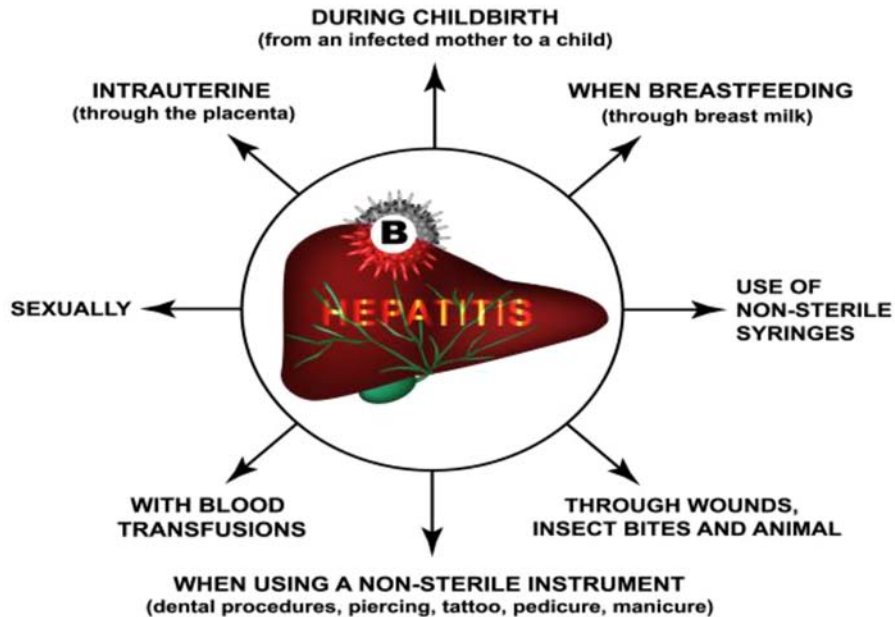 DURING CHILDBIRTH
(from an infected mother to a child)
INTRAUTERINE
(through the placenta)
WHEN BREASTFEEDING
(through breast milk)
B
HEPATITIS
SEXUALLY
USE OF
NON-STERILE
SYRINGES
WITH BLOOD
TRANSFUSIONS
THROUGH WOUNDS,
INSECT BITES AND ANIMAL
WHEN USING A NON-STERILE INSTRUMENT
(dental procedures, piercing, tattoo, pedicure, manicure)